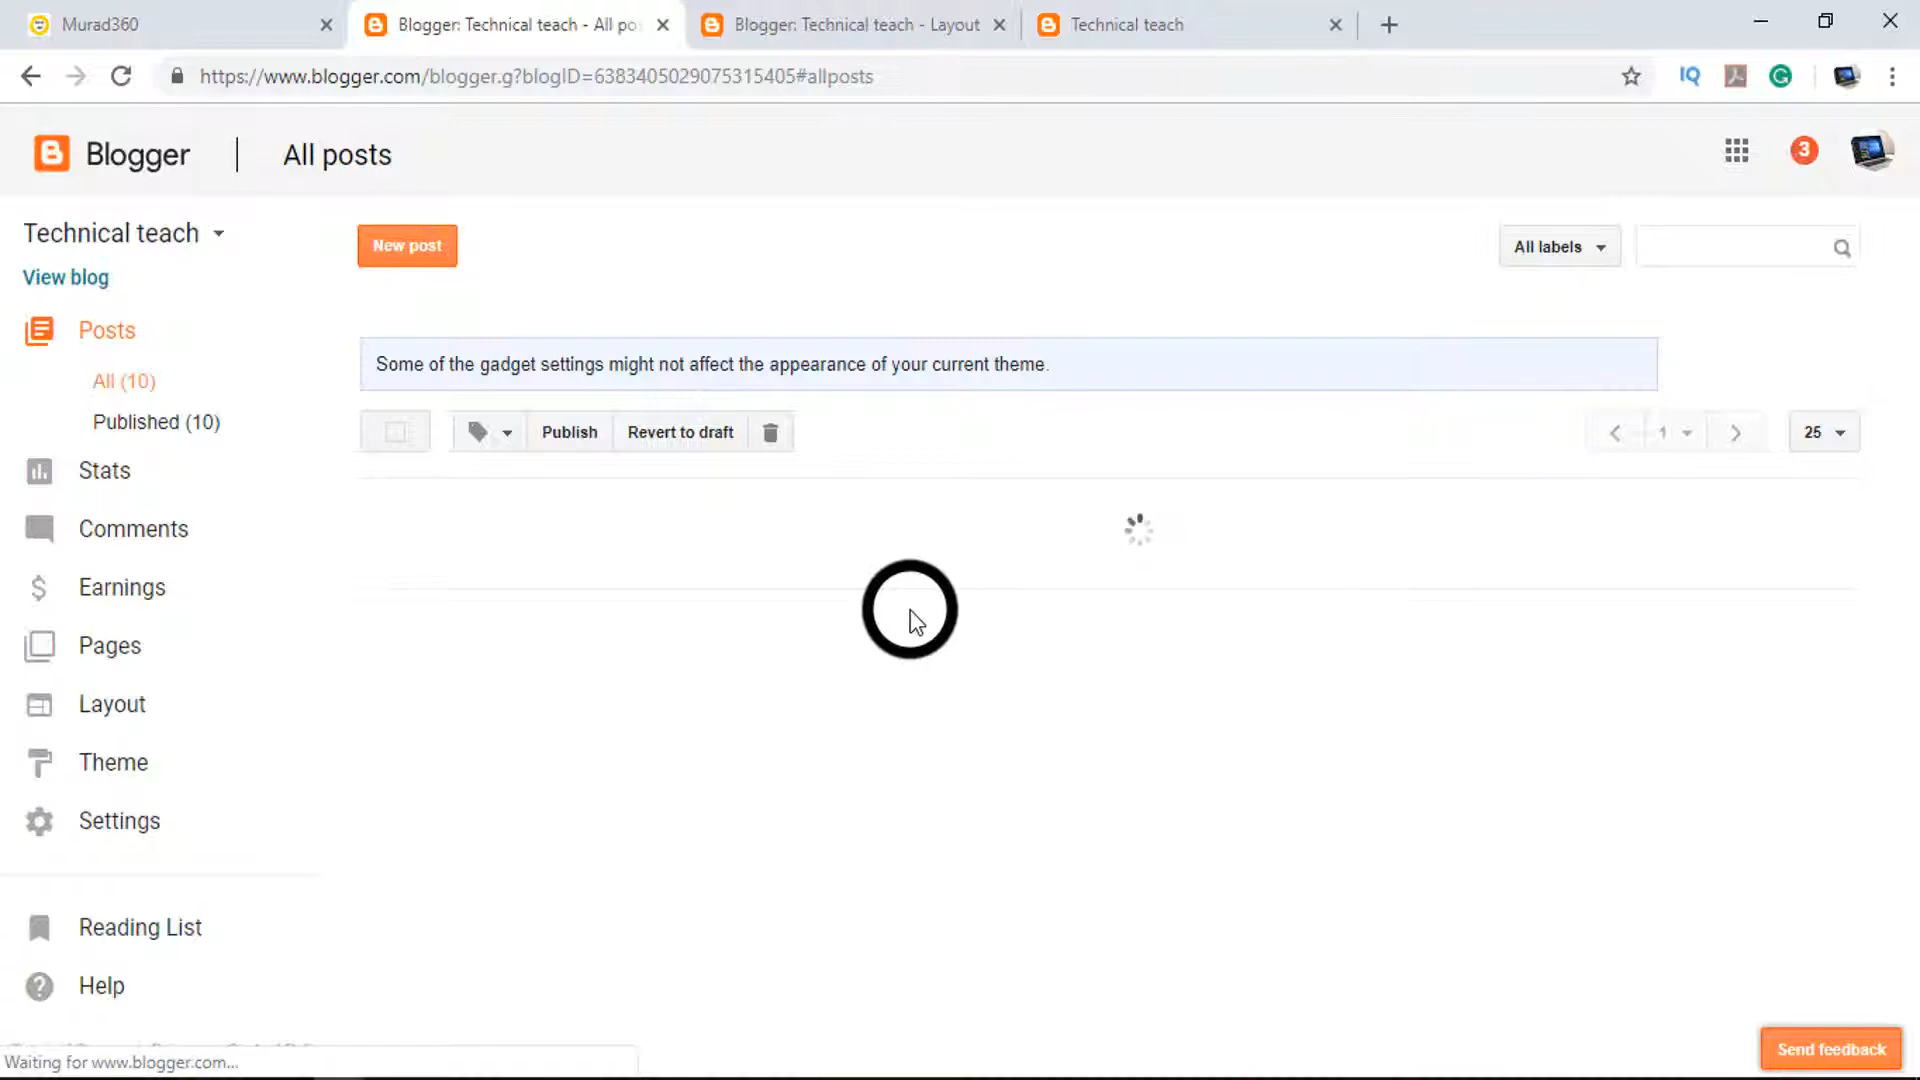 Murad360
Blogger: Technical teach - All po
Blogger: Technical teach - Layout
Technical teach
https://www.blogger.com/blogger.g?blogID=6383405029075315405#allposts
IQ
Blogger
All posts
3
Technical teach
View blog
New post
All labels
Posts
All (10)
Published (10)
Some of the gadget settings might not affect the appearance of your current theme.
Publish
Revert to draft
1
25
Stats
Comments
Earnings
Pages
Layout
Theme
Settings
Reading List
Help
Waiting for www.blogger.com...
Send feedback